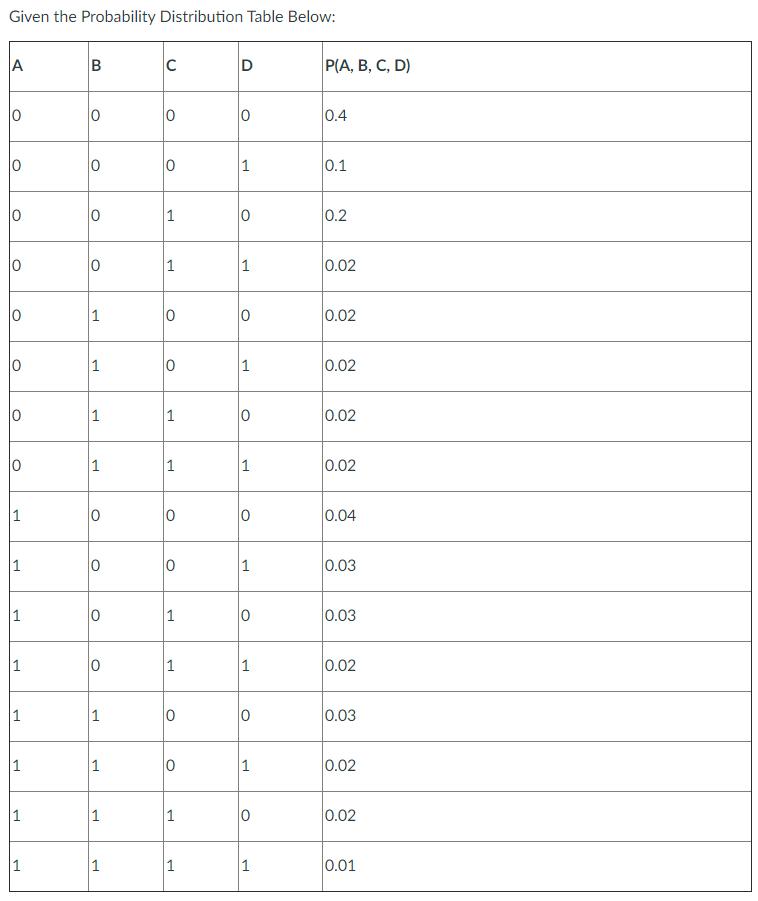 Given the Probability Distribution Table Below:
A B C D P(A, B, C, D)
0 0 0 0 0.4
0 0 0 1 0.1
0 0 1 0 0.2
0 0 1 1 0.02
0 1 0 0 0.02
0 1 0 1 0.02
0 1 1 0 0.02
0 1 1 1 0.02
1 0 0 0 0.04
1 0 0 1 0.03
1 0 1 0 0.03
1 0 1 1 0.02
1 1 0 0 0.03
1 1 0 1 0.02
1 1 1 0 0.02
1 1 1 1 0.01